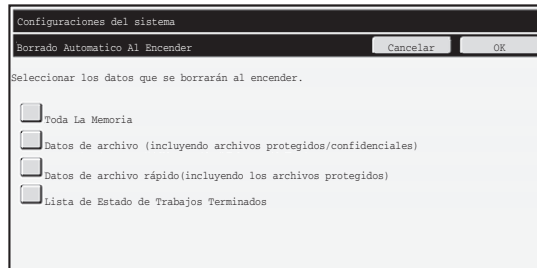 Configuraciones del sistema
Borrado Automatico Al Encender Cancelar OK
Seleccionar los datos que se borrarán al encender.
Toda La Memoria
Datos de archivo (incluyendo archivos protegidos/confidenciales)
Datos de archivo rápido(incluyendo los archivos protegidos)
Lista de Estado de Trabajos Terminados